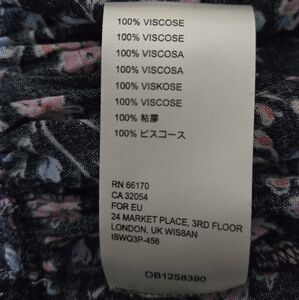 100% VISCOSE
100% VISCOSE
100% VISCOSA
100% VISCOSA
100% VISKOSE
100% VISCOSE
100% 粘膠
100% ビスコース
RN 66170
CA 32054
FOR EU
24 MARKET PLACE, 3RD FLOOR
LONDON, UK WIS8AN
ISWQ3P-456
OB1258390